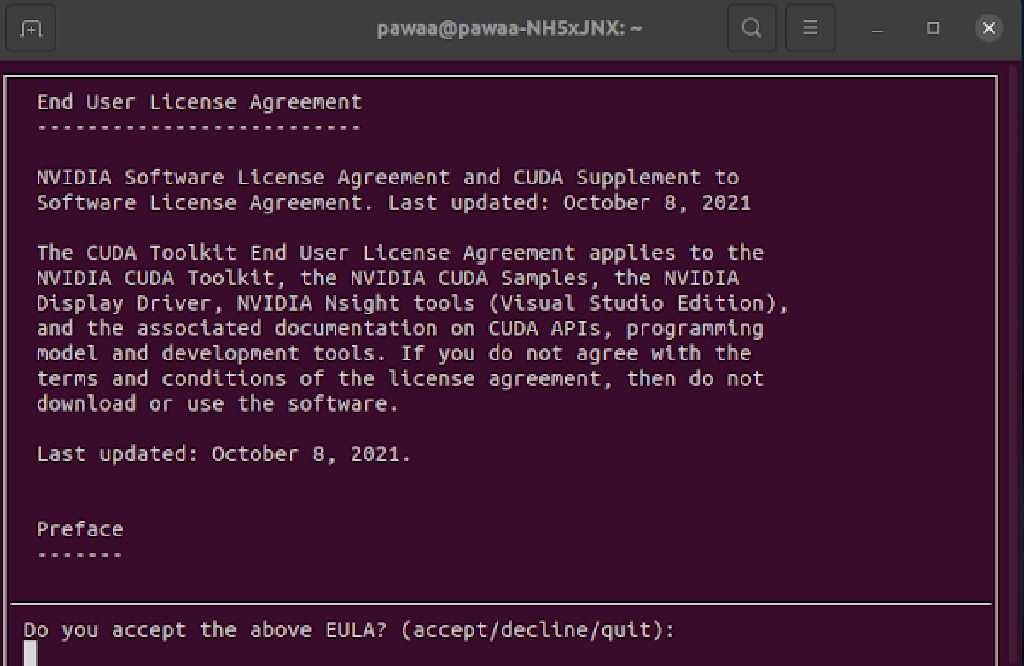 pawaa@pawaa-NH5xJNX: ~
End User License Agreement
--------------------------
NVIDIA Software License Agreement and CUDA Supplement to
Software License Agreement. Last updated: October 8, 2021
The CUDA Toolkit End User License Agreement applies to the
NVIDIA CUDA Toolkit, the NVIDIA CUDA Samples, the NVIDIA
Display Driver, NVIDIA Nsight tools (Visual Studio Edition),
and the associated documentation on CUDA APIs, programming
model and development tools. If you do not agree with the
terms and conditions of the license agreement, then do not
download or use the software.
Last updated: October 8, 2021.
Preface
-------
Do you accept the above EULA? (accept/decline/quit):